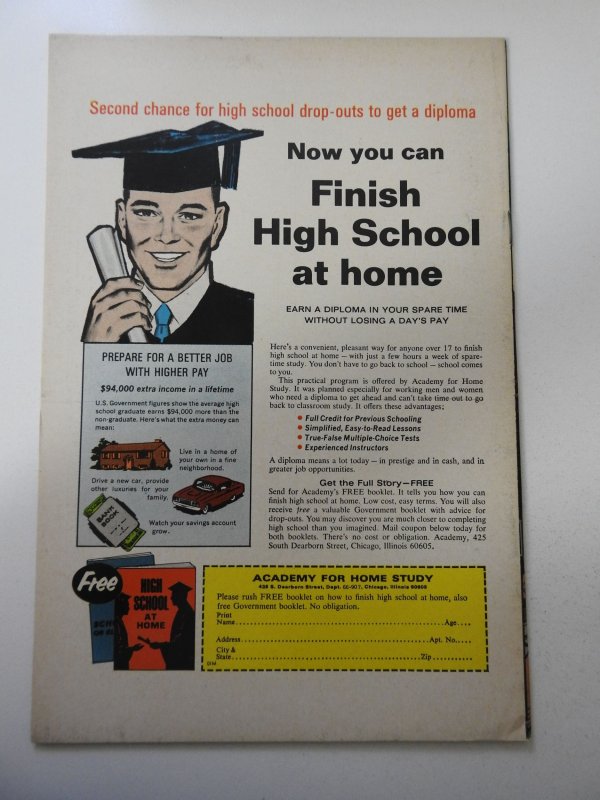 Second chance for high school drop-outs to get a diploma
Now you can
Finish
High School
at home
EARN A DIPLOMA IN YOUR SPARE TIME
WITHOUT LOSING A DAY'S PAY
PREPARE FOR A BETTER JOB
WITH HIGHER PAY
$94,000 extra income in a lifetime
U.S. Government figures show the average high
school graduate earns $94,000 more than the
non-graduate. Here's what the extra money can
mean:
Live in a home of
your own in a fine
neighborhood.
Drive a new car, provide
other luxuries for your
family.
BANK
BOOK
Watch your savings account
grow.
Here's a convenient, pleasant way for anyone over 17 to finish
high school at home — with just a few hours a week of spare-
time study. You don't have to go back to school — school comes
to you.
This practical program is offered by Academy for Home
Study. It was planned especially for working men and women
who need a diploma to get ahead and can't take time out to go
back to classroom study. It offers these advantages;
• Full Credit for Previous Schooling
• Simplified, Easy-to-Read Lessons
• True-False Multiple-Choice Tests
• Experienced Instructors
A diploma means a lot today — in prestige and in cash, and in
greater job opportunities.
Get the Full Story—FREE
Send for Academy's FREE booklet. It tells you how you can
finish high school at home. Low cost, easy terms. You will also
receive free a valuable Government booklet with advice for
drop-outs. You may discover you are much closer to completing
high school than you imagined. Mail coupon below today for
both booklets. There's no cost or obligation. Academy, 425
South Dearborn Street, Chicago, Illinois 60605.
Free
HIGH
SCHOOL
AT
HOME
ACADEMY FOR HOME STUDY
425 S. Dearborn Street, Dept. Chicago, Illinois 60605
Please rush FREE booklet on how to finish high school at home, also
free Government booklet. No obligation.
Print
Name Age
Address Apt. No.
City &
State Zip